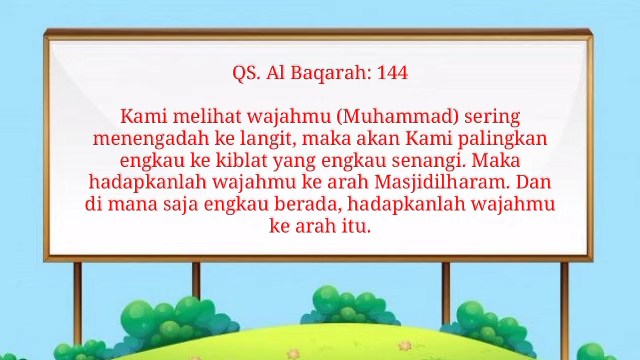 QS. Al Baqarah: 144
Kami melihat wajahmu (Muhammad) sering
menengadah ke langit, maka akan Kami palingkan
engkau ke kiblat yang engkau senangi. Maka
hadapkanlah wajahmu ke arah Masjidilharam. Dan
di mana saja engkau berada, hadapkanlah wajahmu
ke arah itu.